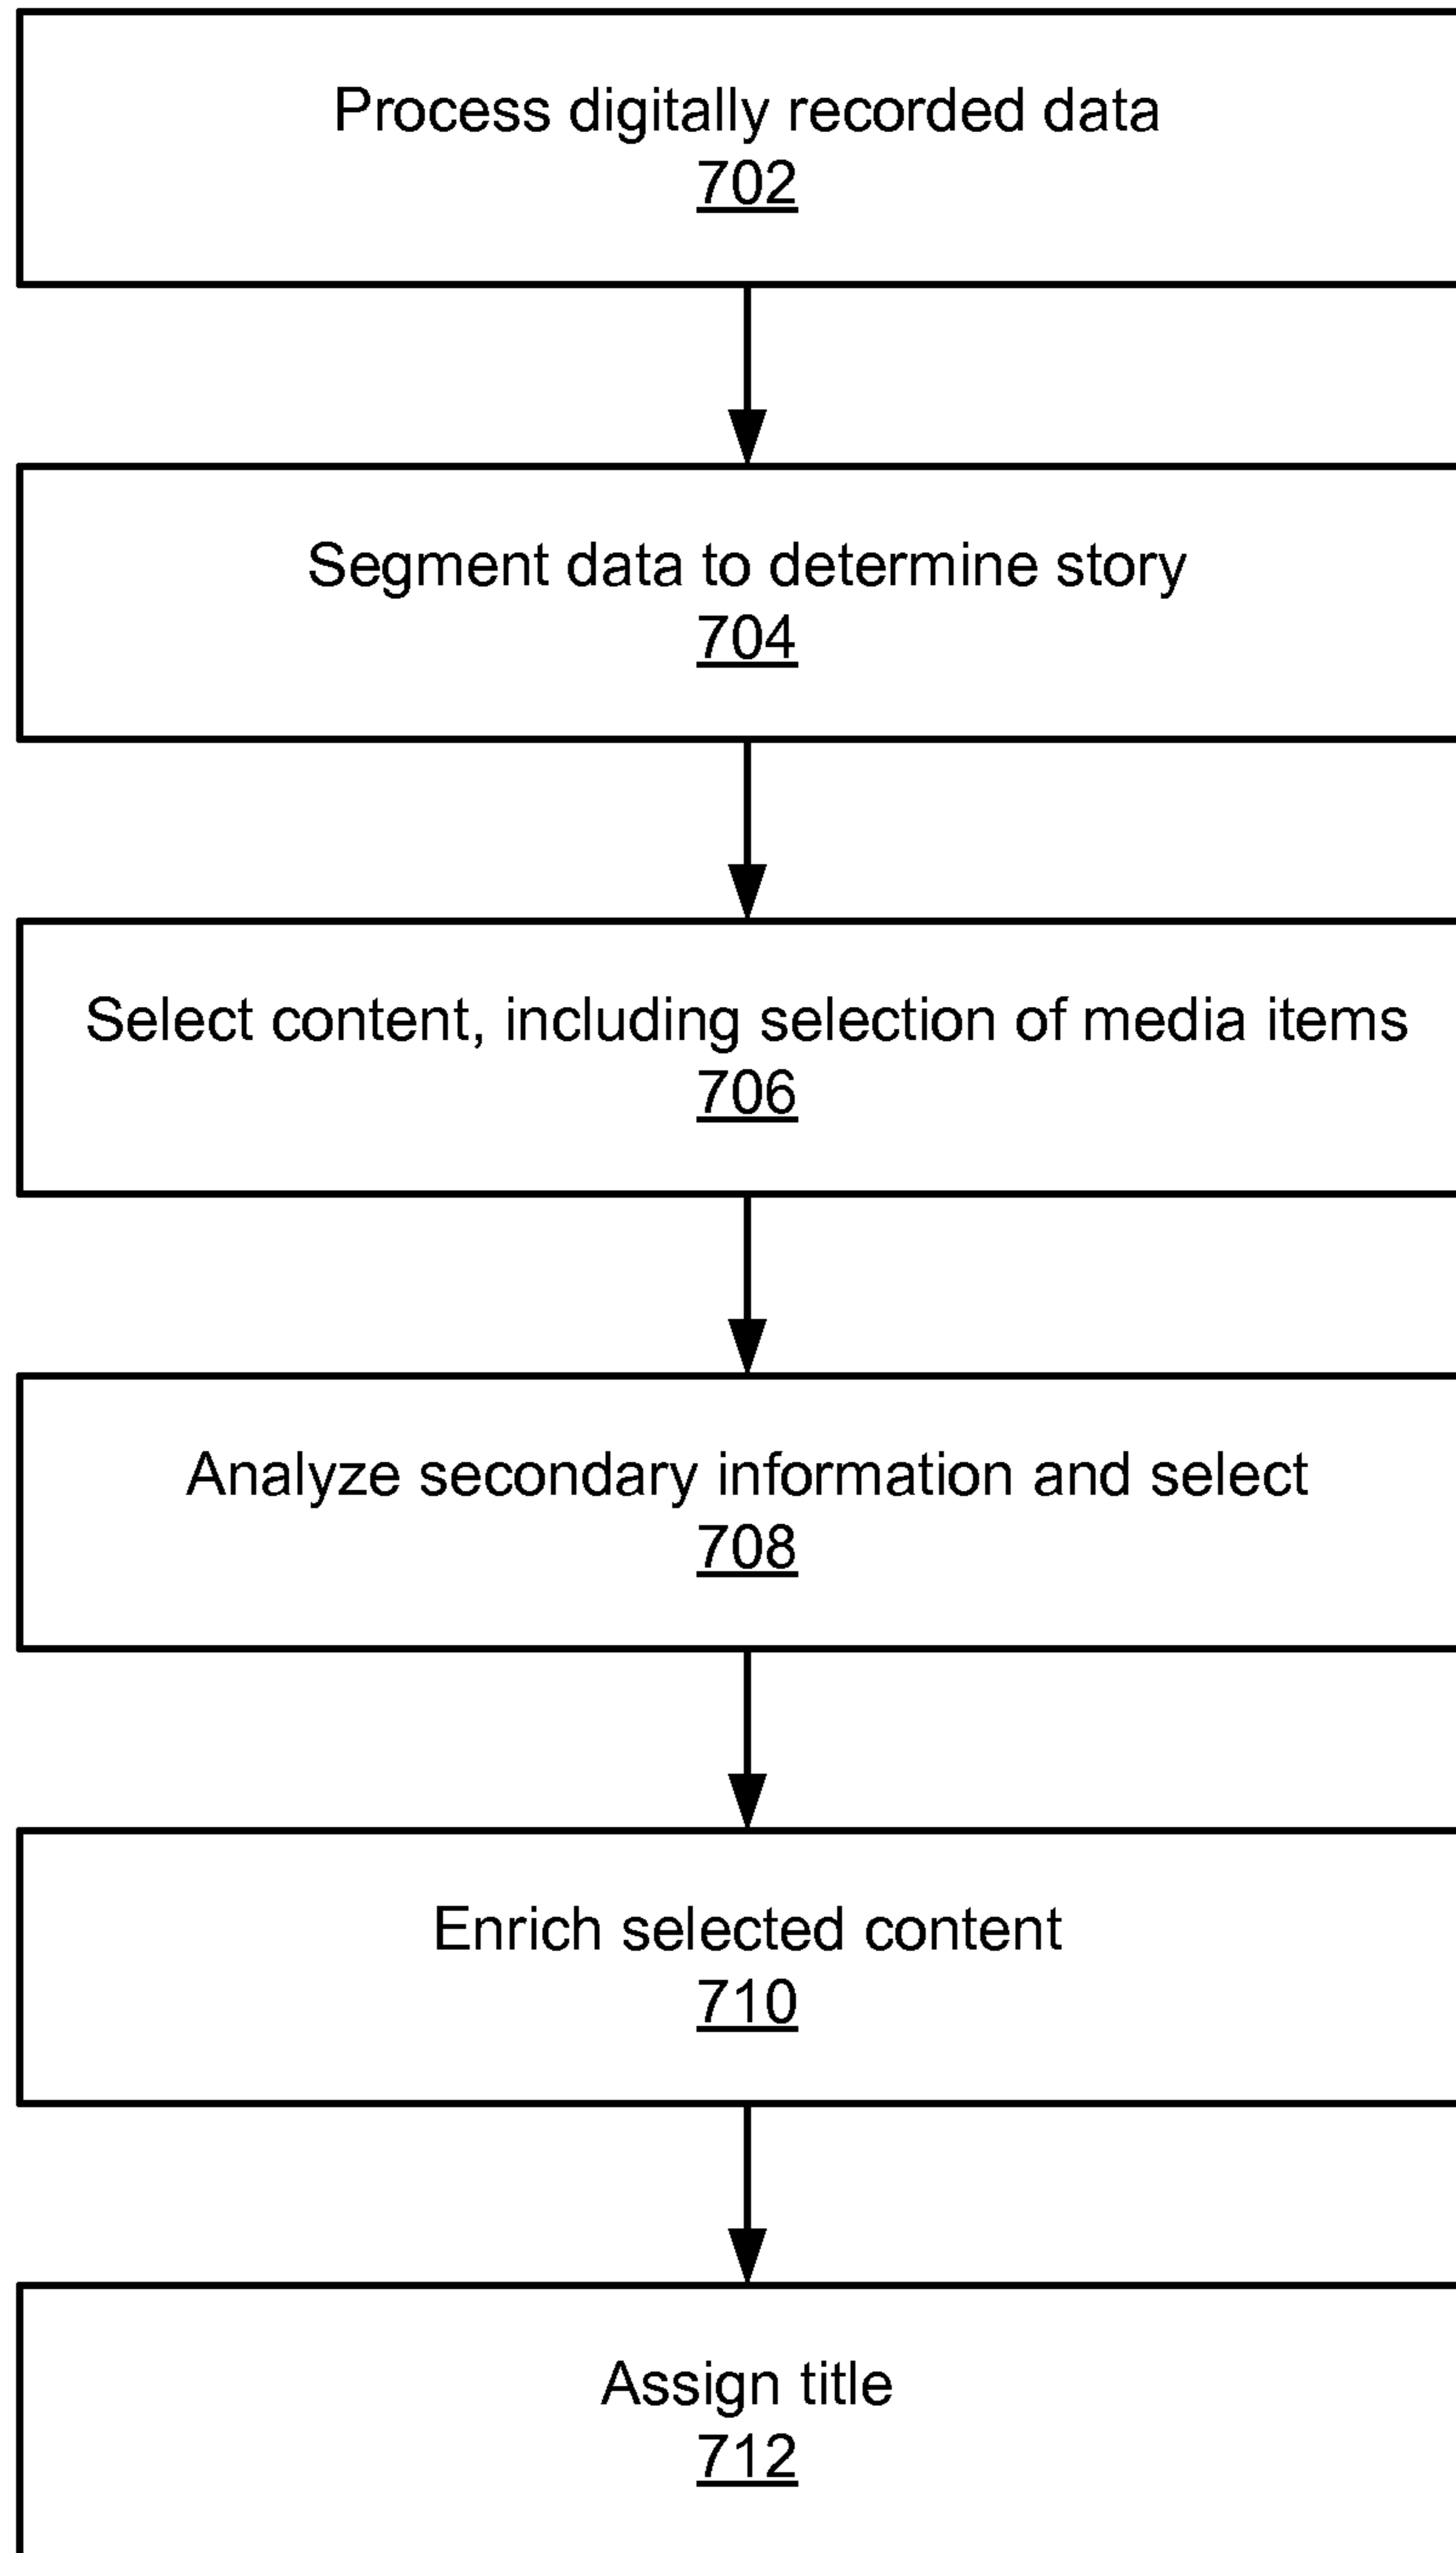 Process digitally recorded data
702
Segment data to determine story
704
Select content, including selection of media items
706
Analyze secondary information and select
708
Enrich selected content
710
Assign title
712